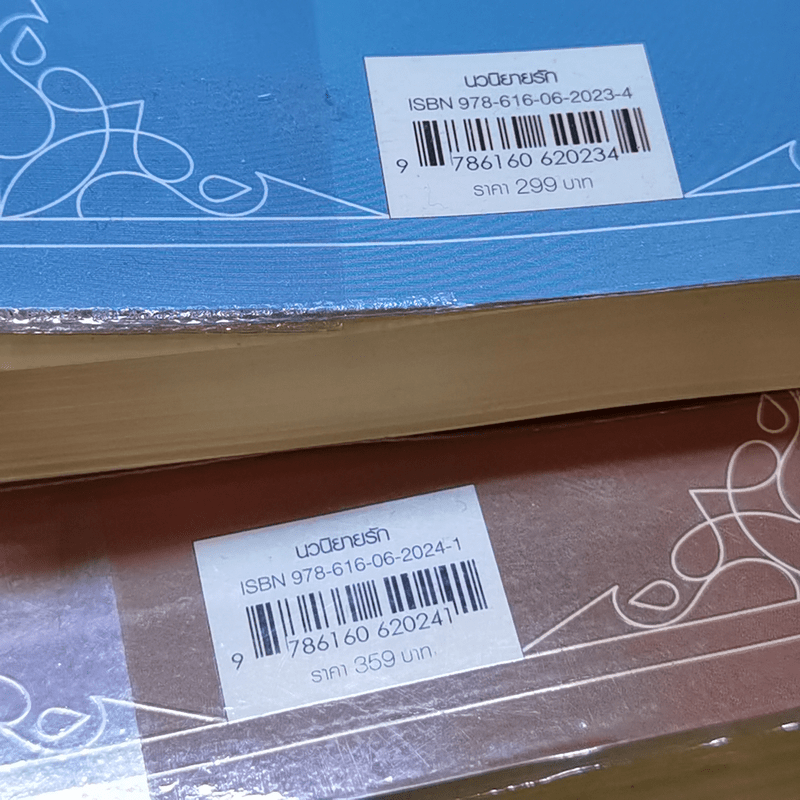 นวนิยายรัก
ISBN 978-616-06-2023-4
9 786160 620234
ราคา 299 บาท
นวนิยายรัก
ISBN 978-616-06-2024-1
9 786160 620241
ราคา 359 บาท